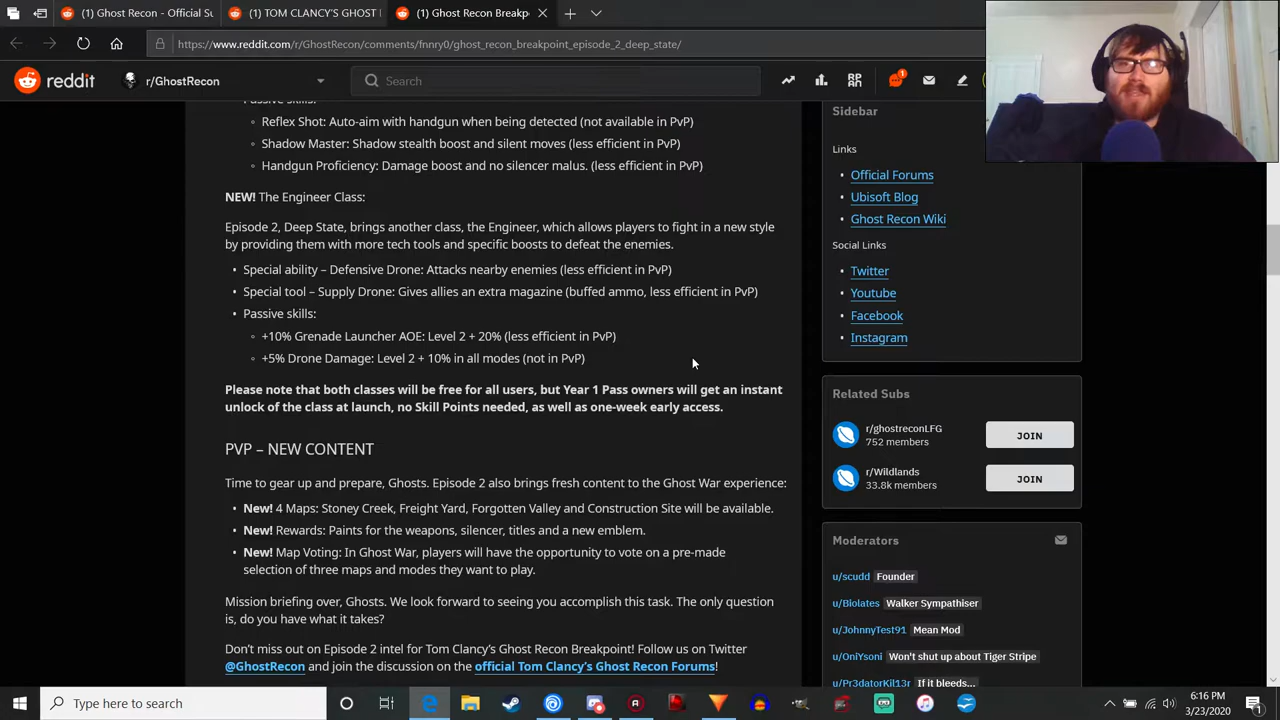 (1) Ghost Recon - Official Su
(1) TOM CLANCY'S GHOST
(1) Ghost Recon Breakp
https://www.reddit.com/r/GhostRecon/comments/fnnry0/ghost_recon_breakpoint_episode_2_deep_state/
reddit
r/GhostRecon
Search
1
Passive skills:
Reflex Shot: Auto-aim with handgun when being detected (not available in PvP)
Shadow Master: Shadow stealth boost and silent moves (less efficient in PvP)
Handgun Proficiency: Damage boost and no silencer malus. (less efficient in PvP)
NEW! The Engineer Class:
Episode 2, Deep State, brings another class, the Engineer, which allows players to fight in a new style
by providing them with more tech tools and specific boosts to defeat the enemies.
Special ability – Defensive Drone: Attacks nearby enemies (less efficient in PvP)
Special tool – Supply Drone: Gives allies an extra magazine (buffed ammo, less efficient in PvP)
Passive skills:
+10% Grenade Launcher AOE: Level 2 + 20% (less efficient in PvP)
+5% Drone Damage: Level 2 + 10% in all modes (not in PvP)
Please note that both classes will be free for all users, but Year 1 Pass owners will get an instant
unlock of the class at launch, no Skill Points needed, as well as one-week early access.
PVP – NEW CONTENT
Time to gear up and prepare, Ghosts. Episode 2 also brings fresh content to the Ghost War experience:
New! 4 Maps: Stoney Creek, Freight Yard, Forgotten Valley and Construction Site will be available.
New! Rewards: Paints for the weapons, silencer, titles and a new emblem.
New! Map Voting: In Ghost War, players will have the opportunity to vote on a pre-made
selection of three maps and modes they want to play.
Mission briefing over, Ghosts. We look forward to seeing you accomplish this task. The only question
is, do you have what it takes?
Don't miss out on Episode 2 intel for Tom Clancy's Ghost Recon Breakpoint! Follow us on Twitter
@GhostRecon and join the discussion on the official Tom Clancy's Ghost Recon Forums!
Sidebar
Links
Official Forums
Ubisoft Blog
Ghost Recon Wiki
Social Links
Twitter
Youtube
Facebook
Instagram
Related Subs
r/ghostreconLFG
752 members
JOIN
r/Wildlands
33.8k members
JOIN
Moderators
u/scudd Founder
u/Biolates Walker Sympathiser
u/JohnnyTest91 Mean Mod
u/OniYsoni Won't shut up about Tiger Stripe
u/Pr3datorKil13r If it bleeds...
Type here to search
6:16 PM
3/23/2020
1